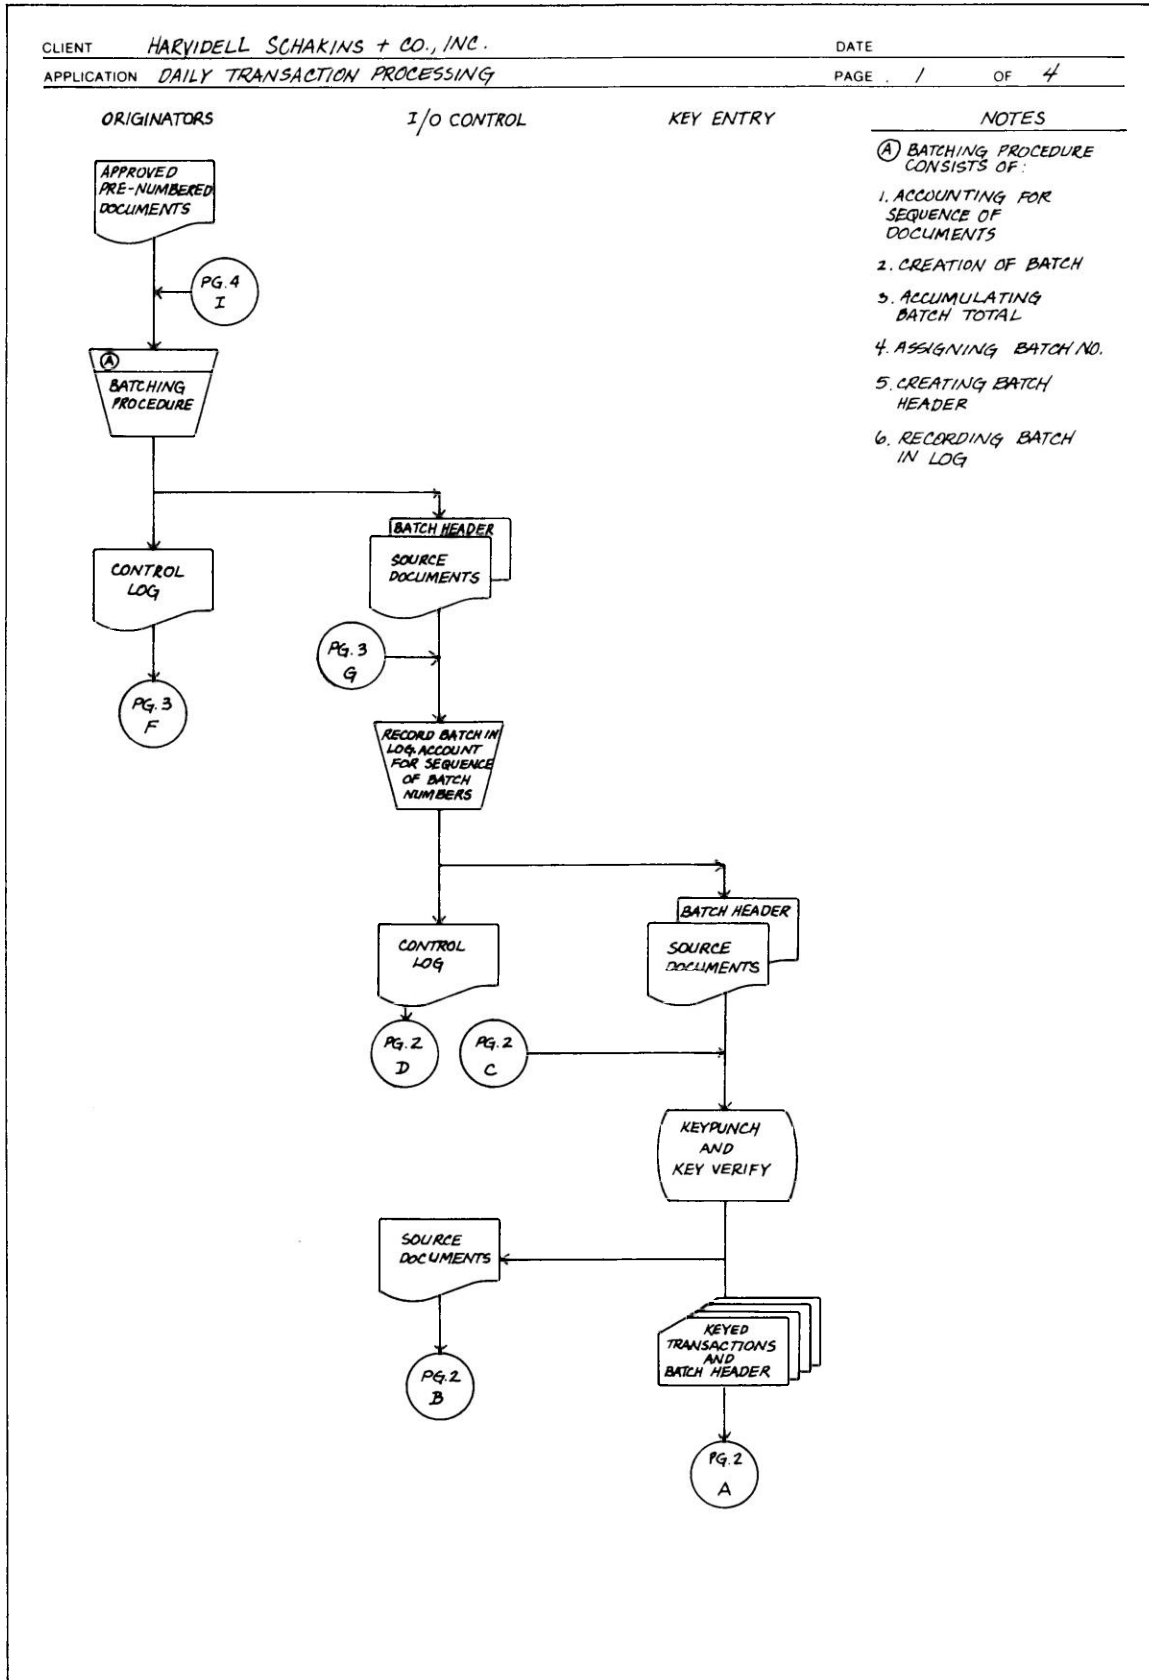 CLIENT HARVIDELL SCHAKINS + CO., INC. DATE
APPLICATION DAILY TRANSACTION PROCESSING PAGE . 1 OF 4
ORIGINATORS I/O CONTROL KEY ENTRY NOTES
APPROVED
PRE-NUMBERED
DOCUMENTS
PG. 4
I
A
BATCHING
PROCEDURE
CONTROL
LOG
PG. 3
F
BATCH HEADER
SOURCE
DOCUMENTS
PG. 3
G
RECORD BATCH IN
LOG. ACCOUNT
FOR SEQUENCE
OF BATCH
NUMBERS
CONTROL
LOG
PG. 2
D
PG. 2
C
BATCH HEADER
SOURCE
DOCUMENTS
KEYPUNCH
AND
KEY VERIFY
SOURCE
DOCUMENTS
PG. 2
B
KEYED
TRANSACTIONS
AND
BATCH HEADER
PG. 2
A
A BATCHING PROCEDURE
CONSISTS OF:
1. ACCOUNTING FOR
SEQUENCE OF
DOCUMENTS
2. CREATION OF BATCH
3. ACCUMULATING
BATCH TOTAL
4. ASSIGNING BATCH NO.
5. CREATING BATCH
HEADER
6. RECORDING BATCH
IN LOG